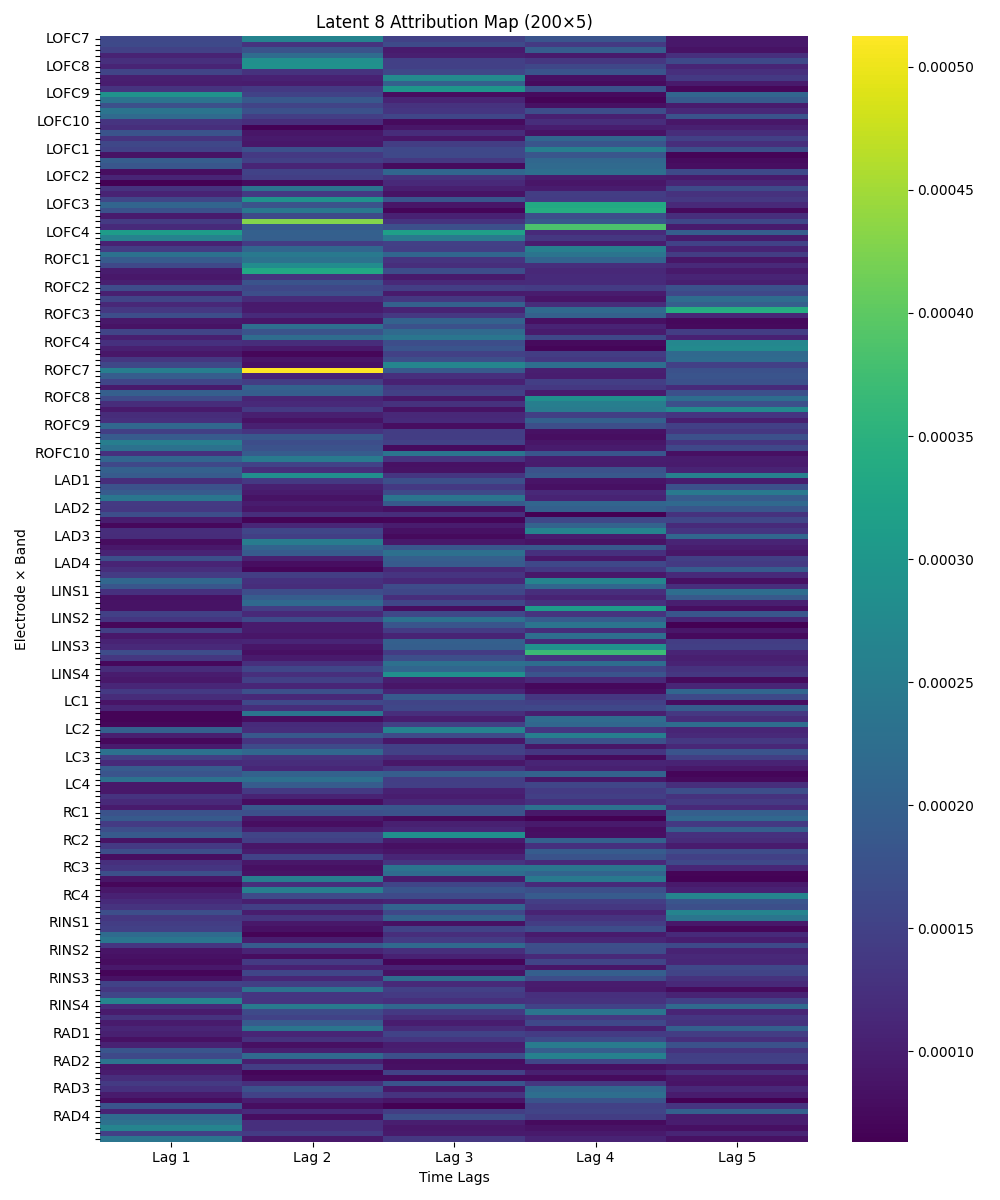 Latent 8 Attribution Map (200×5)
LOFC7
LOFC8
LOFC9
LOFC10
LOFC1
LOFC2
LOFC3
LOFC4
ROFC1
ROFC2
ROFC3
ROFC4
ROFC7
ROFC8
ROFC9
ROFC10
LAD1
LAD2
LAD3
LAD4
LINS1
LINS2
LINS3
LINS4
LC1
LC2
LC3
LC4
RC1
RC2
RC3
RC4
RINS1
RINS2
RINS3
RINS4
RAD1
RAD2
RAD3
RAD4
Electrode × Band
Lag 1 Lag 2 Lag 3 Lag 4 Lag 5
Time Lags
0.00050
0.00045
0.00040
0.00035
0.00030
0.00025
0.00020
0.00015
0.00010